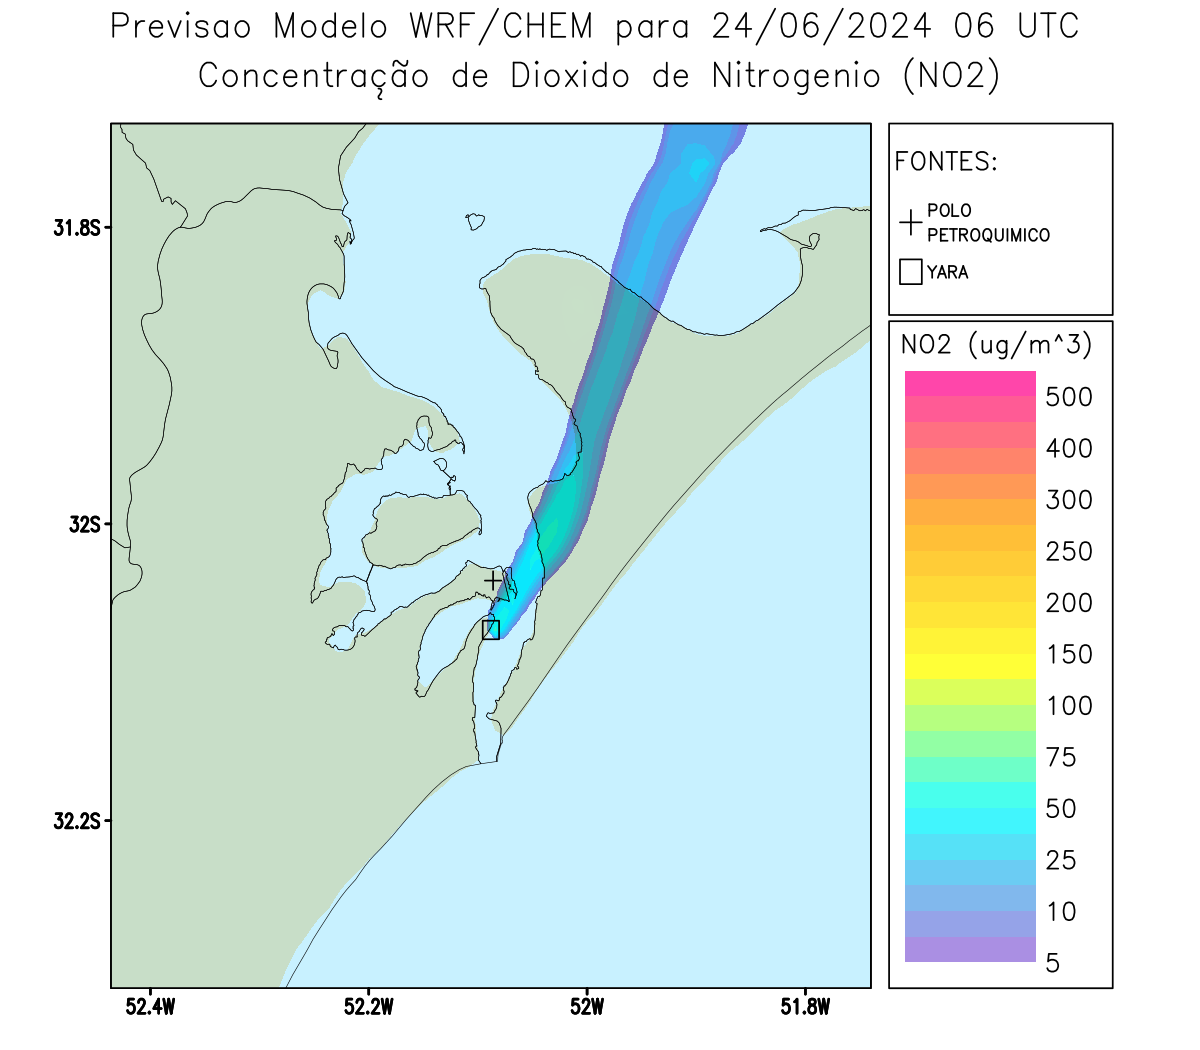 Previsao Modelo WRF/CHEM para 24/06/2024 06 UTC
Concentração de Dioxido de Nitrogenio (NO2)
FONTES:
POLO
PETROQUIMICO
YARA
NO2 (ug/m^3)
500
400
300
250
200
150
100
75
50
25
10
5
31.8S
32S
32.2S
52.4W
52.2W
52W
51.8W